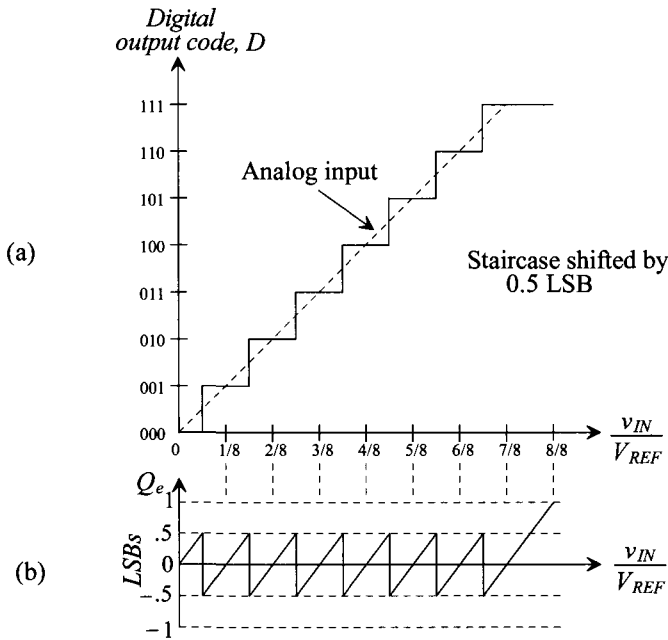 Digital
output code, D
111
110
101
100
011
010
001
000
Analog input
(a)
Staircase shifted by
0.5 LSB
0
1/8
2/8
3/8
4/8
5/8
6/8
7/8
8/8
v_IN
V_REF
Q_e
1
.5
0
-.5
-1
LSBs
(b)
v_IN
V_REF